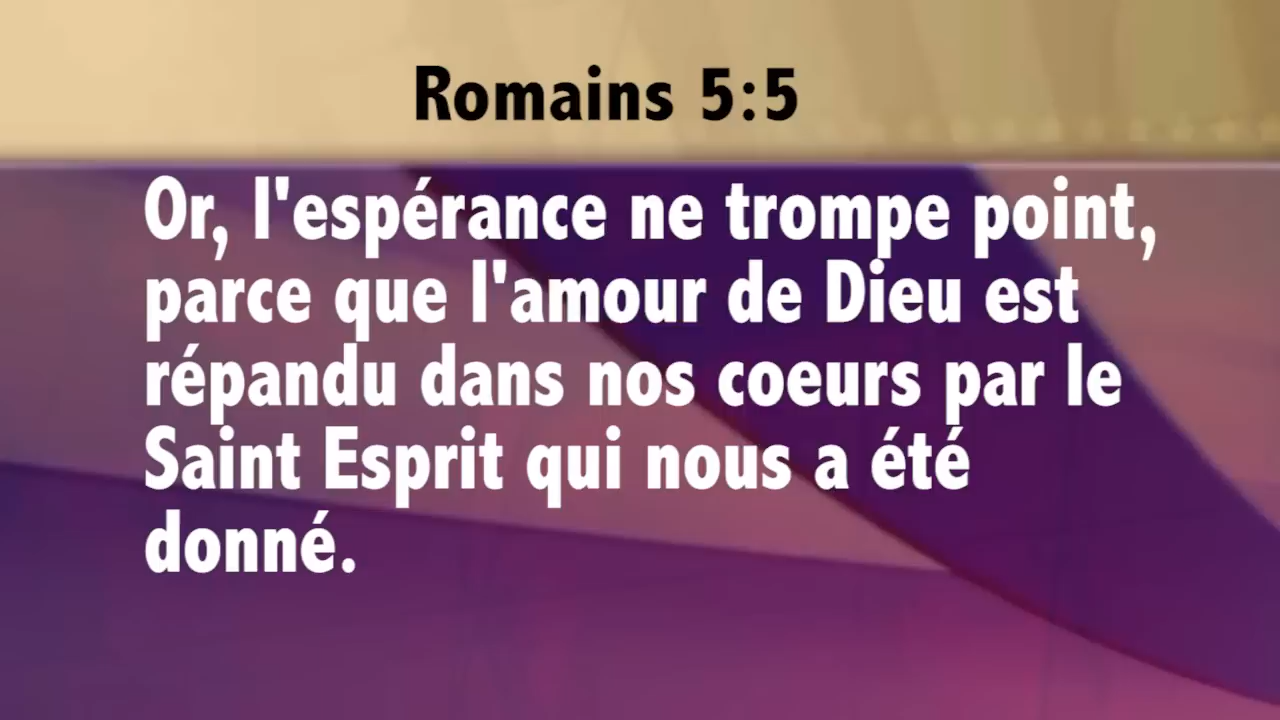 Romains 5:5
Or, l'espérance ne trompe point,
parce que l'amour de Dieu est
répandu dans nos coeurs par le
Saint Esprit qui nous a été
donné.